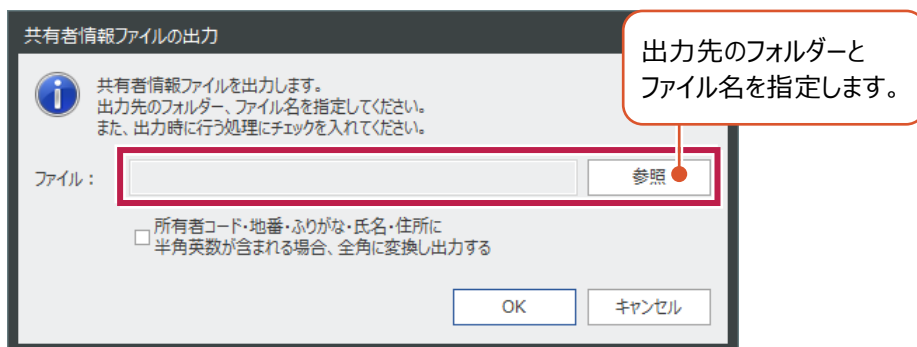 共有者情報ファイルの出力
出力先のフォルダーと
ファイル名を指定します。
共有者情報ファイルを出力します。
出力先のフォルダー、ファイル名を指定してください。
また、出力時に行う処理にチェックを入れてください。
ファイル：
参照
所有者コード・地番・ふりがな・氏名・住所に
半角英数が含まれる場合、全角に変換し出力する
OK
キャンセル